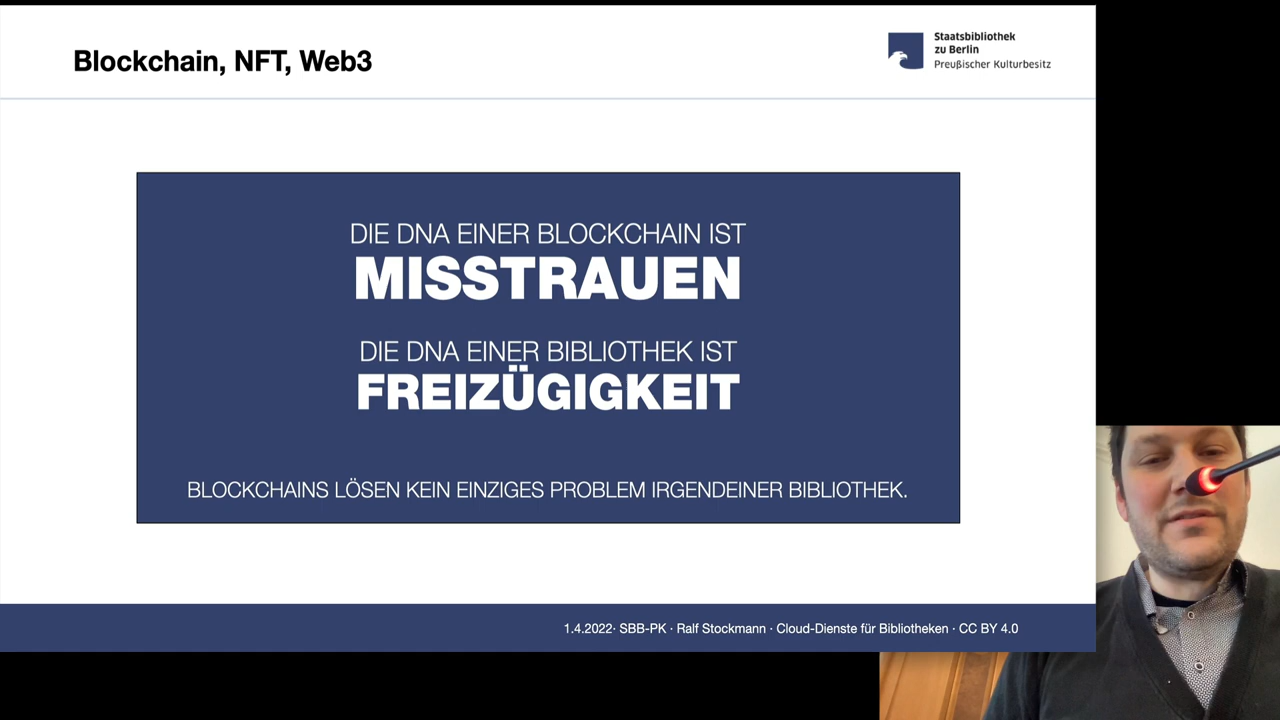 Blockchain, NFT, Web3
Staatsbibliothek
zu Berlin
Preußischer Kulturbesitz
DIE DNA EINER BLOCKCHAIN IST
MISSTRAUEN
DIE DNA EINER BIBLIOTHEK IST
FREIZÜGIGKEIT
BLOCKCHAINS LÖSEN KEIN EINZIGES PROBLEM IRGENDEINER BIBLIOTHEK.
1.4.2022· SBB-PK · Ralf Stockmann · Cloud-Dienste für Bibliotheken · CC BY 4.0